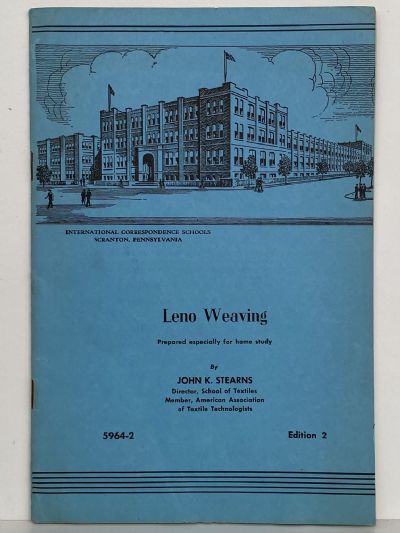 INTERNATIONAL CORRESPONDENCE SCHOOLS
SCRANTON, PENNSYLVANIA
Leno Weaving
Prepared especially for home study
By
JOHN K. STEARNS
Director, School of Textiles
Member, American Association
of Textile Technologists
5964-2
Edition 2